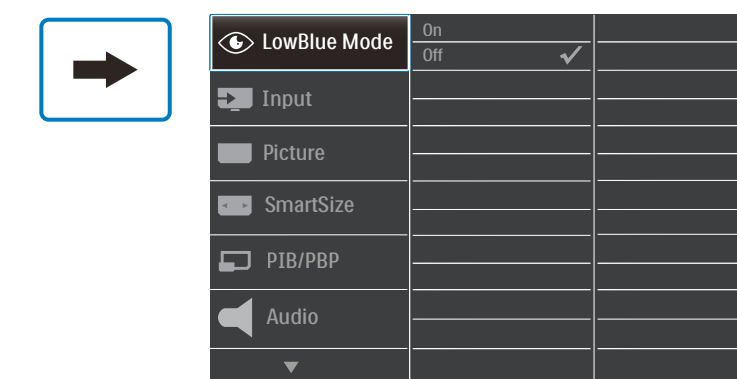 LowBlue Mode
On
Off
Input
Picture
SmartSize
PIB/PBP
Audio